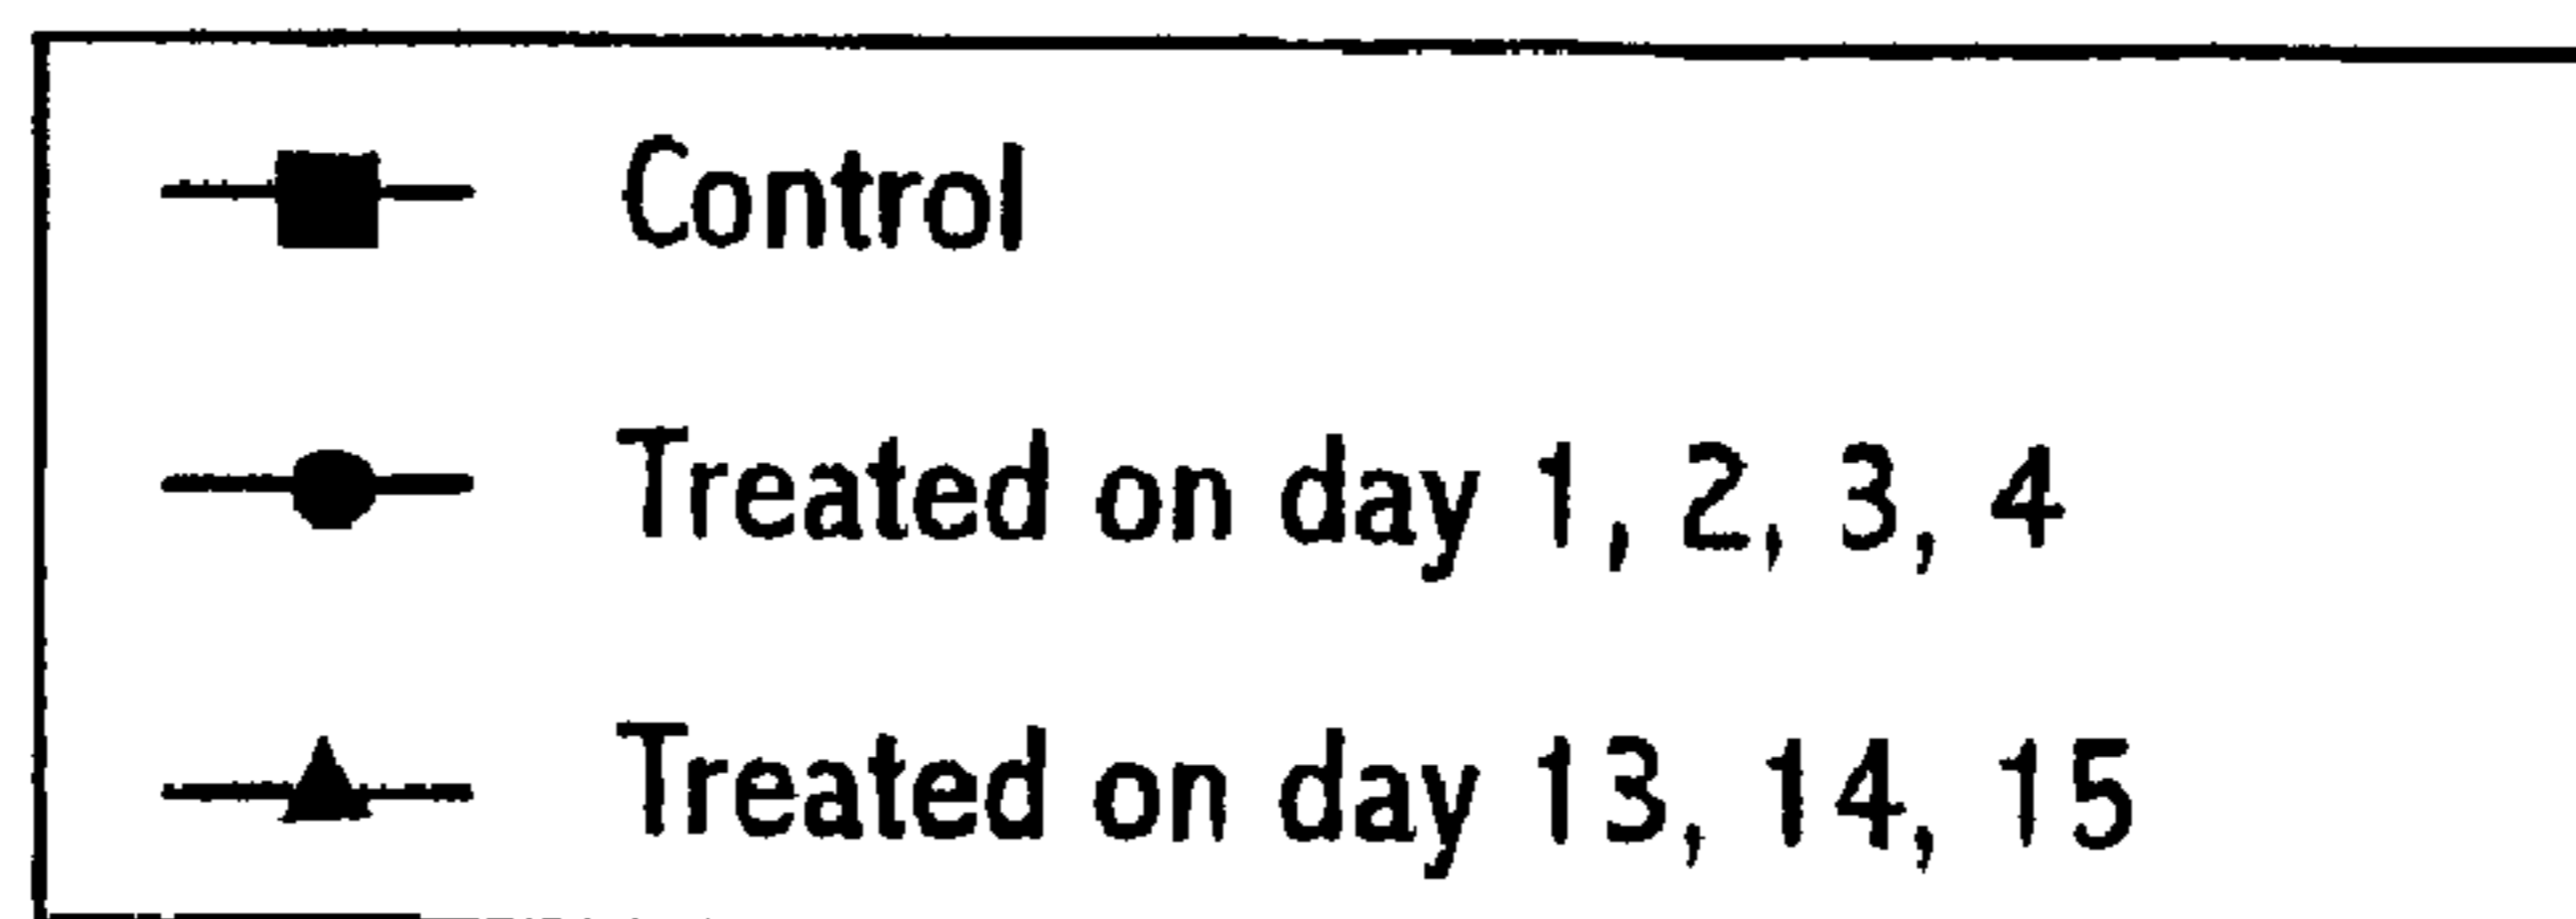 Control
Treated on day 1, 2, 3, 4
Treated on day 13, 14, 15